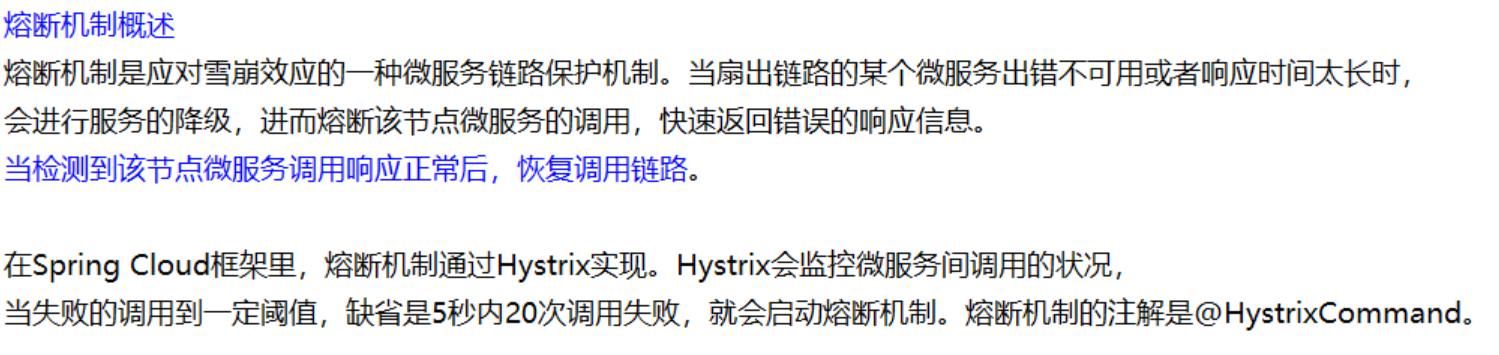 熔断机制概述
熔断机制是应对雪崩效应的一种微服务链路保护机制。当扇出链路的某个微服务出错不可用或者响应时间太长时，
会进行服务的降级，进而熔断该节点微服务的调用，快速返回错误的响应信息。
当检测到该节点微服务调用响应正常后，恢复调用链路。
在Spring Cloud框架里，熔断机制通过Hystrix实现。Hystrix会监控微服务间调用的状况，
当失败的调用到一定阈值，缺省是5秒内20次调用失败，就会启动熔断机制。熔断机制的注解是@HystrixCommand。